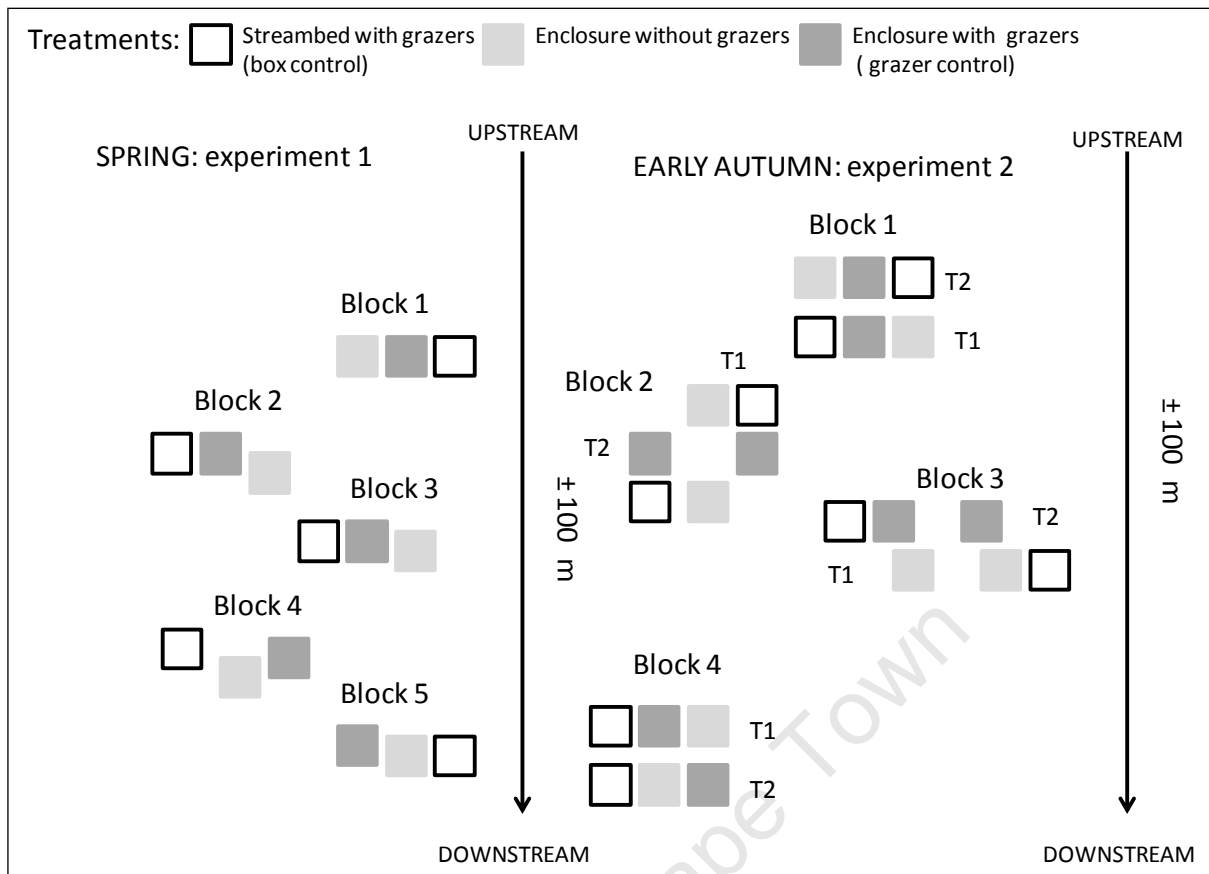 Treatments:
Streambed with grazers
(box control)
Enclosure without grazers
Enclosure with grazers
( grazer control)
UPSTREAM
SPRING: experiment 1
UPSTREAM
EARLY AUTUMN: experiment 2
Block 1
T2
T1
Block 1
Block 2
T1
Block 2
T2
Block 3
± 100 m
± 100 m
Block 3
T2
T1
Block 4
Block 4
T1
T2
Block 5
DOWNSTREAM
DOWNSTREAM
ape Town